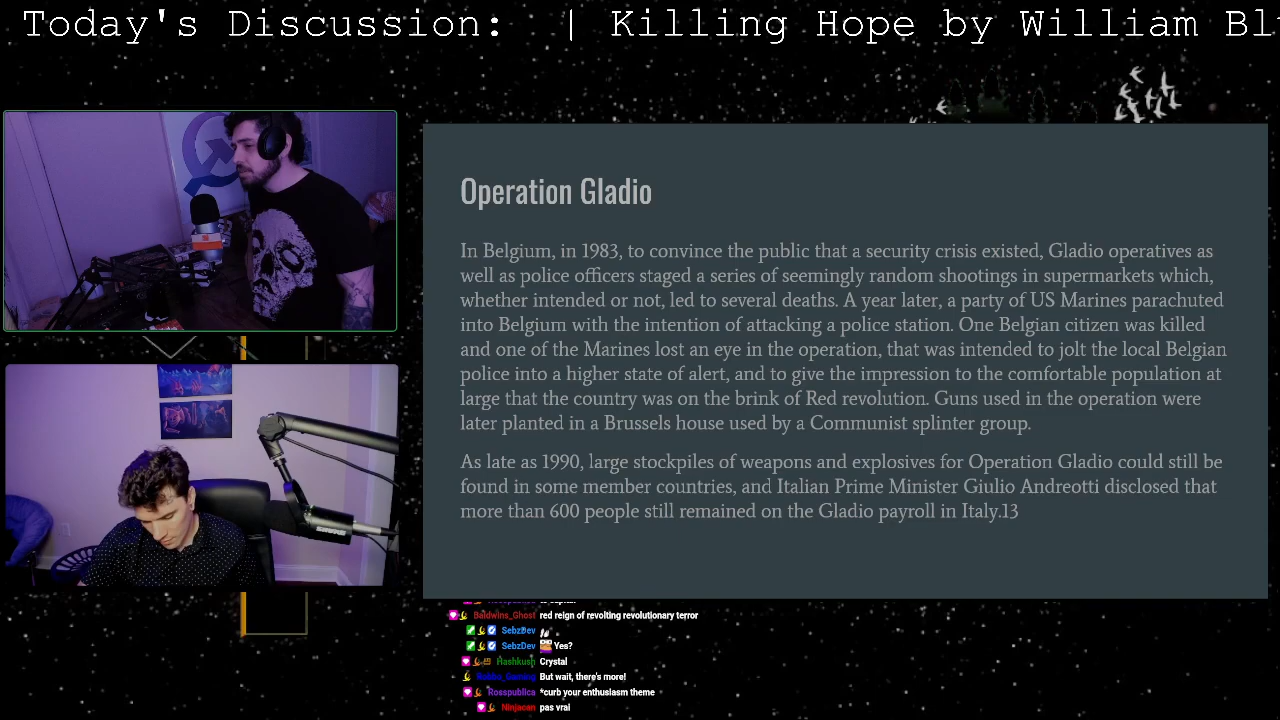 Today's Discussion: | Killing Hope by William Bl
Operation Gladio
In Belgium, in 1983, to convince the public that a security crisis existed, Gladio operatives as
well as police officers staged a series of seemingly random shootings in supermarkets which,
whether intended or not, led to several deaths. A year later, a party of US Marines parachuted
into Belgium with the intention of attacking a police station. One Belgian citizen was killed
and one of the Marines lost an eye in the operation, that was intended to jolt the local Belgian
police into a higher state of alert, and to give the impression to the comfortable population at
large that the country was on the brink of Red revolution. Guns used in the operation were
later planted in a Brussels house used by a Communist splinter group.
As late as 1990, large stockpiles of weapons and explosives for Operation Gladio could still be
found in some member countries, and Italian Prime Minister Giulio Andreotti disclosed that
more than 600 people still remained on the Gladio payroll in Italy.13
SHURE
Baldwins_Ghost red reign of revolting revolutionary terror
SebzDev
SebzDev Yes?
Hashkush Crystal
But wait, there's more!
Rosspublica *curb your enthusiasm theme
Ninjacan pas vrai